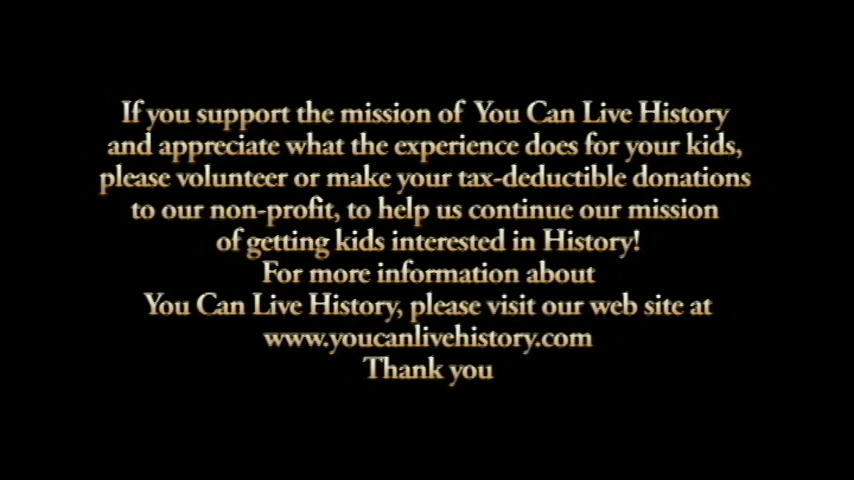 If you support the mission of You Can Live History
and appreciate what the experience does for your kids,
please volunteer or make your tax-deductible donations
to our non-profit, to help us continue our mission
of getting kids interested in History!
For more information about
You Can Live History, please visit our web site at
www.youcanlivehistory.com
Thank you